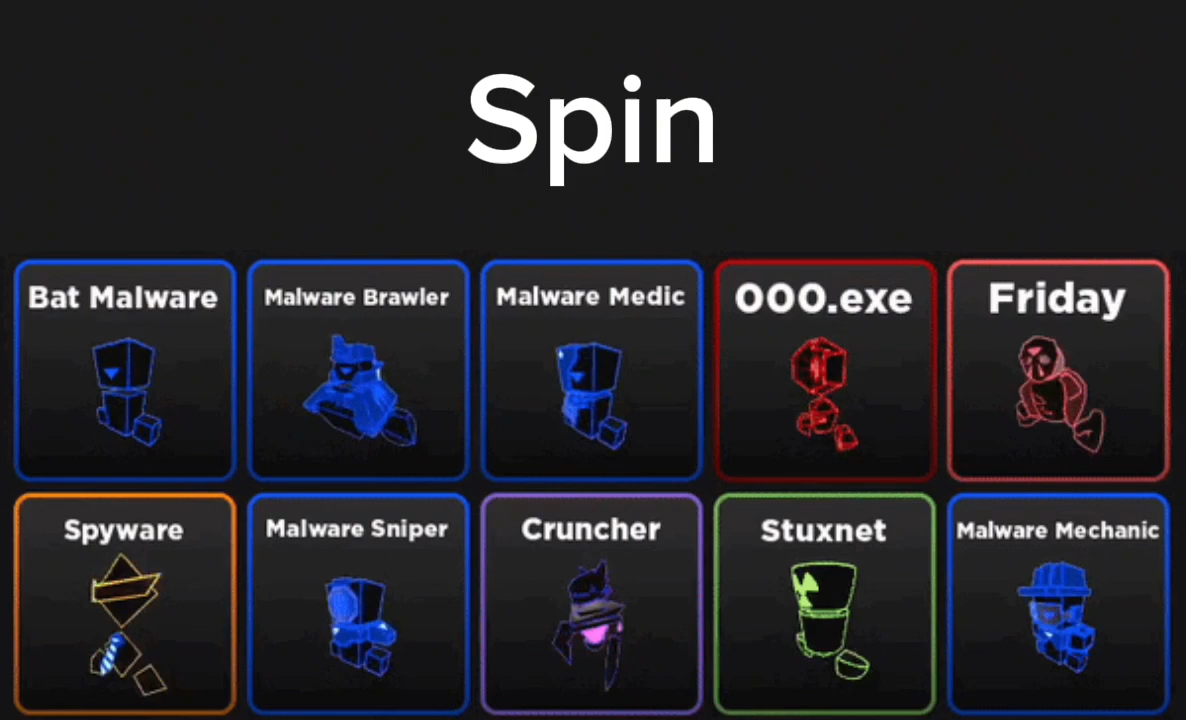 Spin
Bat Malware
Malware Brawler
Malware Medic
000.exe
Friday
Spyware
Malware Sniper
Cruncher
Stuxnet
Malware Mechanic